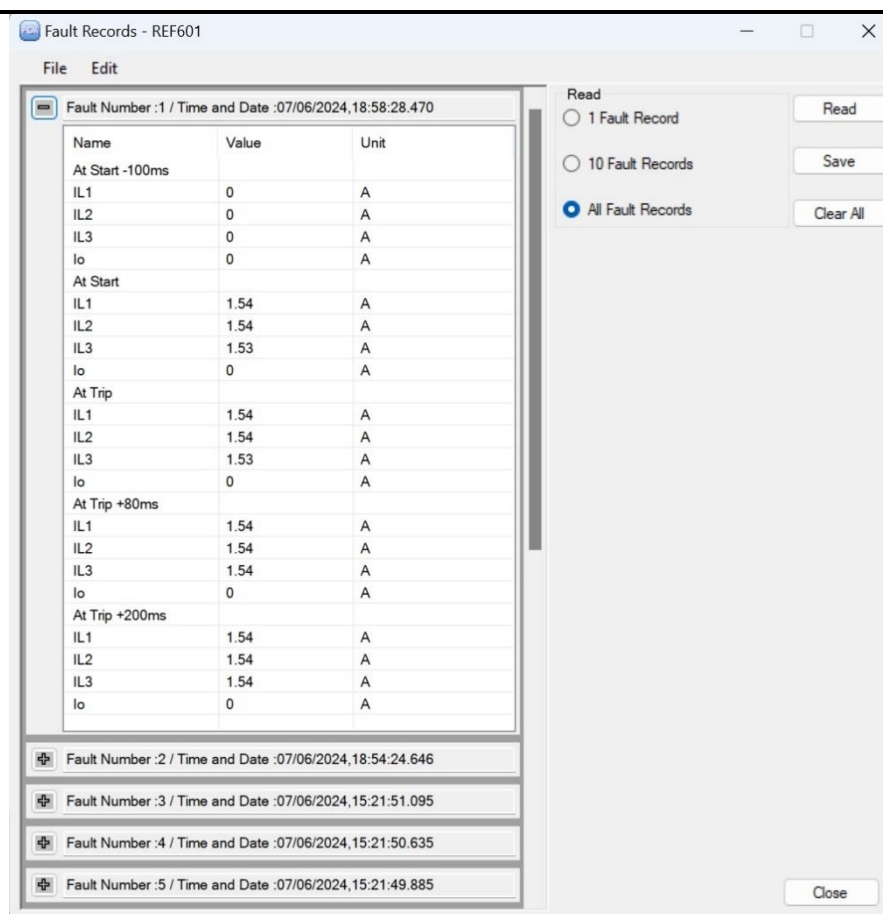 Fault Records - REF601
File Edit
Fault Number :1 / Time and Date :07/06/2024,18:58:28.470
Name Value Unit
At Start -100ms
IL1 0 A
IL2 0 A
IL3 0 A
Io 0 A
At Start
IL1 1.54 A
IL2 1.54 A
IL3 1.53 A
Io 0 A
At Trip
IL1 1.54 A
IL2 1.54 A
IL3 1.53 A
Io 0 A
At Trip +80ms
IL1 1.54 A
IL2 1.54 A
IL3 1.54 A
Io 0 A
At Trip +200ms
IL1 1.54 A
IL2 1.54 A
IL3 1.54 A
Io 0 A
Fault Number :2 / Time and Date :07/06/2024,18:54:24.646
Fault Number :3 / Time and Date :07/06/2024,15:21:51.095
Fault Number :4 / Time and Date :07/06/2024,15:21:50.635
Fault Number :5 / Time and Date :07/06/2024,15:21:49.885
Read
1 Fault Record
10 Fault Records
All Fault Records
Read
Save
Clear All
Close